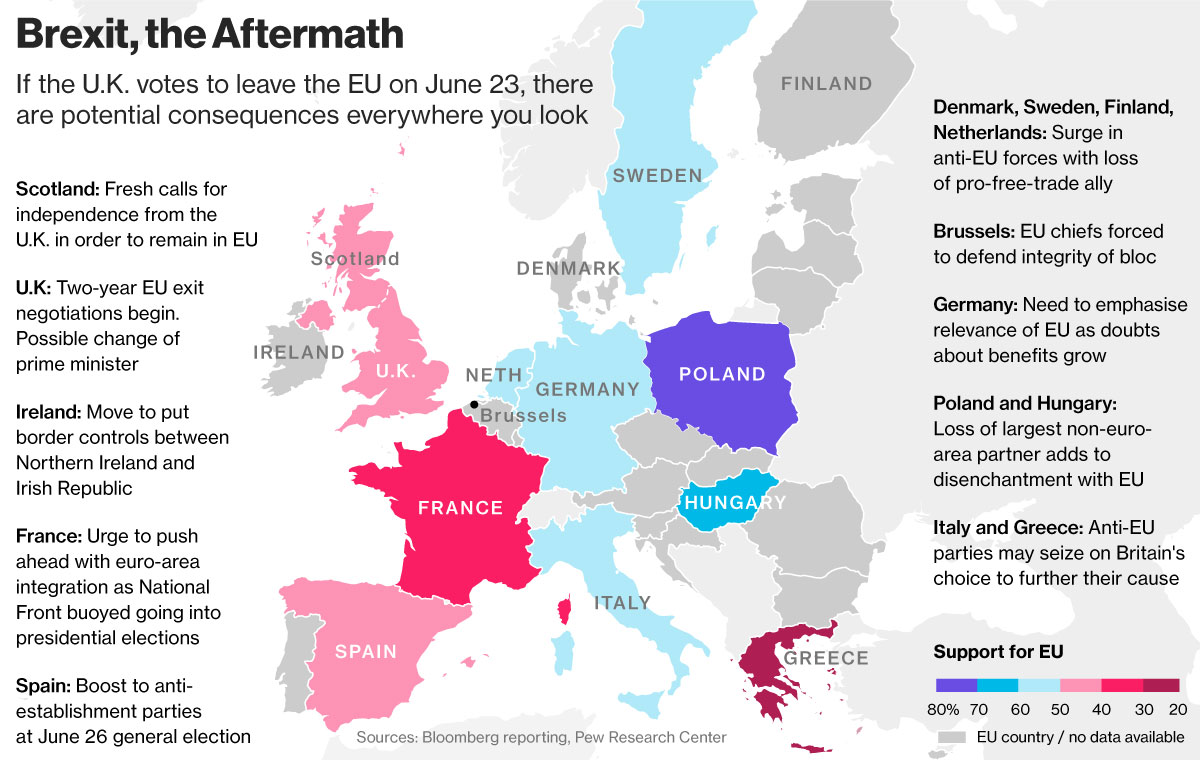 Brexit, the Aftermath
If the U.K. votes to leave the EU on June 23, there
are potential consequences everywhere you look
Scotland: Fresh calls for
independence from the
U.K. in order to remain in EU
U.K: Two-year EU exit
negotiations begin.
Possible change of
prime minister
Ireland: Move to put
border controls between
Northern Ireland and
Irish Republic
France: Urge to push
ahead with euro-area
integration as National
Front buoyed going into
presidential elections
Spain: Boost to anti-
establishment parties
at June 26 general election
FINLAND
SWEDEN
Scotland
DENMARK
IRELAND
U.K.
NETH
GERMANY
POLAND
Brussels
FRANCE
HUNGARY
ITALY
SPAIN
GREECE
Denmark, Sweden, Finland,
Netherlands: Surge in
anti-EU forces with loss
of pro-free-trade ally
Brussels: EU chiefs forced
to defend integrity of bloc
Germany: Need to emphasise
relevance of EU as doubts
about benefits grow
Poland and Hungary:
Loss of largest non-euro-
area partner adds to
disenchantment with EU
Italy and Greece: Anti-EU
parties may seize on Britain's
choice to further their cause
Support for EU
80% 70 60 50 40 30 20
EU country / no data available
Sources: Bloomberg reporting, Pew Research Center